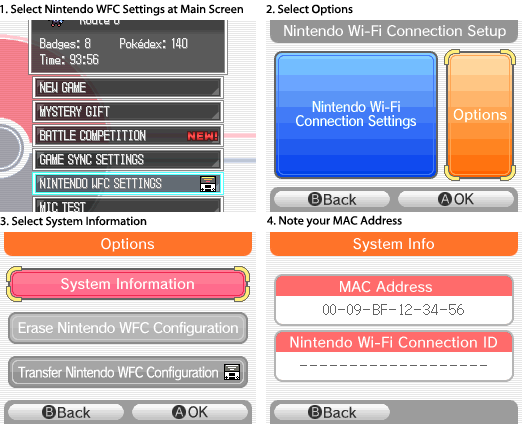 1. Select Nintendo WFC Settings at Main Screen
Route 6
Badges: 8 Pokédex: 140
Time: 93:56
NEW GAME
MYSTERY GIFT
BATTLE COMPETITION NEW!
GAME SYNC SETTINGS
NINTENDO WFC SETTINGS
MIC TEST
2. Select Options
Nintendo Wi-Fi Connection Setup
Nintendo Wi-Fi
Connection Settings
Options
B Back A OK
3. Select System Information
Options
System Information
Erase Nintendo WFC Configuration
Transfer Nintendo WFC Configuration
B Back A OK
4. Note your MAC Address
System Info
MAC Address
00-09-BF-12-34-56
Nintendo Wi-Fi Connection ID
-------------------
B Back